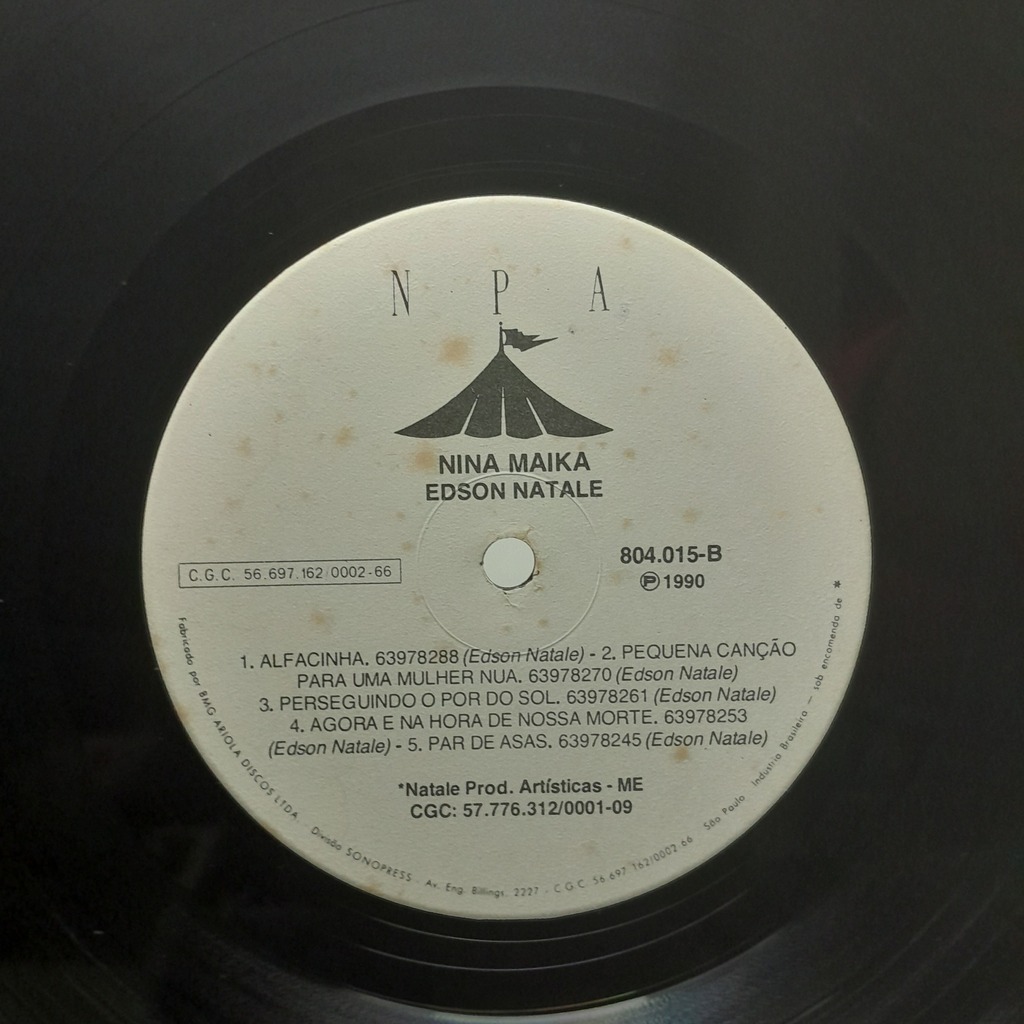 N P A
NINA MAIKA
EDSON NATALE
804.015-B
C.G.C. 56.697.162/0002-66
℗ 1990
1. ALFACINHA. 63978288 (Edson Natale) - 2. PEQUENA CANÇÃO
PARA UMA MULHER NUA. 63978270 (Edson Natale)
3. PERSEGUINDO O POR DO SOL. 63978261 (Edson Natale)
4. AGORA E NA HORA DE NOSSA MORTE. 63978253
(Edson Natale) - 5. PAR DE ASAS. 63978245 (Edson Natale)
*Natale Prod. Artísticas - ME
CGC: 57.776.312/0001-09
Fabricado por BMG ARIOLA DISCOS LTDA. - Divisão SONOPRESS - Av. Eng. Billings, 2227 - C G C 56.697.162/0002-66 São Paulo Indústria Brasileira — sob encomenda de *